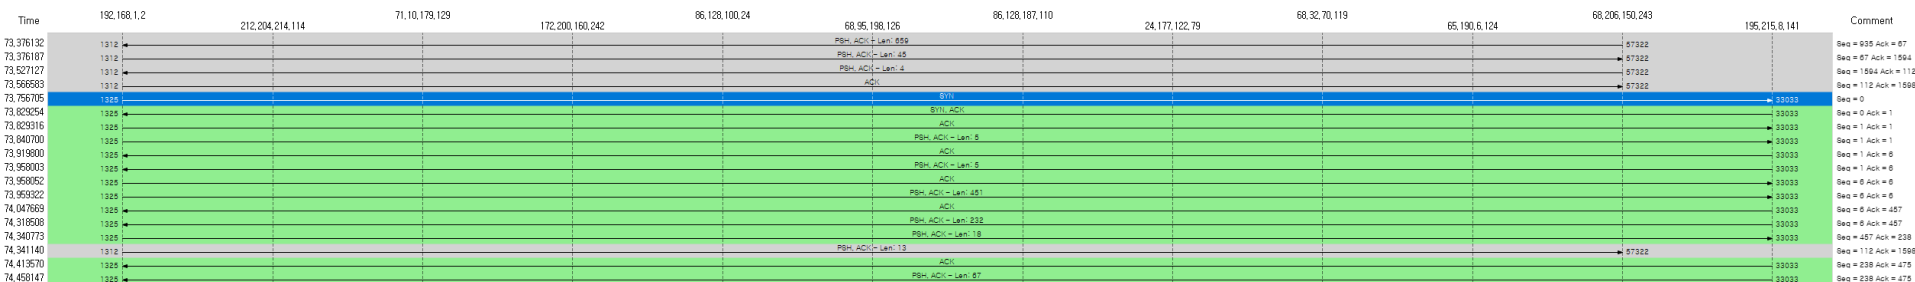 Time 192,168,1,2 71,10,179,129 86,128,100,24 86,128,187,110 68,32,70,119 68,206,150,243 Comment
212,204,214,114 172,200,160,242 68,95,198,126 24,177,122,79 65,190,6,124 195,215,8,141
73,376132 1312 PSH, ACK - Len: 659 57322 Seq = 935 Ack = 67
73,376187 1312 PSH, ACK - Len: 45 57322 Seq = 67 Ack = 1594
73,527127 1312 PSH, ACK - Len: 4 57322 Seq = 1594 Ack = 112
73,566583 1312 ACK 57322 Seq = 112 Ack = 1598
73,756705 1325 SYN 33033 Seq = 0
73,829254 1325 SYN, ACK 33033 Seq = 0 Ack = 1
73,829316 1325 ACK 33033 Seq = 1 Ack = 1
73,840700 1325 PSH, ACK - Len: 5 33033 Seq = 1 Ack = 1
73,919800 1325 ACK 33033 Seq = 1 Ack = 6
73,958003 1325 PSH, ACK - Len: 5 33033 Seq = 1 Ack = 6
73,958052 1325 ACK 33033 Seq = 6 Ack = 6
73,959322 1325 PSH, ACK - Len: 451 33033 Seq = 6 Ack = 6
74,047669 1325 ACK 33033 Seq = 6 Ack = 457
74,318508 1325 PSH, ACK - Len: 232 33033 Seq = 6 Ack = 457
74,340773 1325 PSH, ACK - Len: 18 33033 Seq = 457 Ack = 238
74,341140 1312 PSH, ACK - Len: 13 57322 Seq = 112 Ack = 1598
74,413570 1325 ACK 33033 Seq = 238 Ack = 475
74,458147 1325 PSH, ACK - Len: 67 33033 Seq = 238 Ack = 475